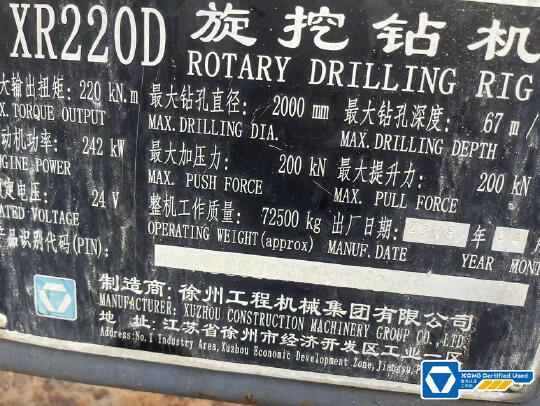 XR220D 旋挖钻机
ROTARY DRILLING RIG
大输出扭矩: 220 kN.m 最大钻孔直径: 2000 mm 最大钻孔深度: 67 m/
X. TORQUE OUTPUT MAX. DRILLING DIA. MAX. DRILLING DEPTH
动机功率: 242 kW 最大加压力: 200 kN 最大提升力: 200 kN
NGINE POWER MAX. PUSH FORCE MAX. PULL FORCE
定电压: 24 V 整机工作质量: 72500 kg 出厂日期: 年
ATED VOLTAGE OPERATING WEIGHT(approx) MANUF. DATE YEAR MONT
产品识别代码(PIN):
制造商: 徐州工程机械集团有限公司
MANUFACTURER: XUZHOU CONSTRUCTION MACHINERY GROUP CO., LTD
地 址: 江苏省徐州市经济开发区工业一区
Address:No.1 Industry Area,Xuzhou Economic Development Zone,Jiangsu,P
XCMG Certified Used